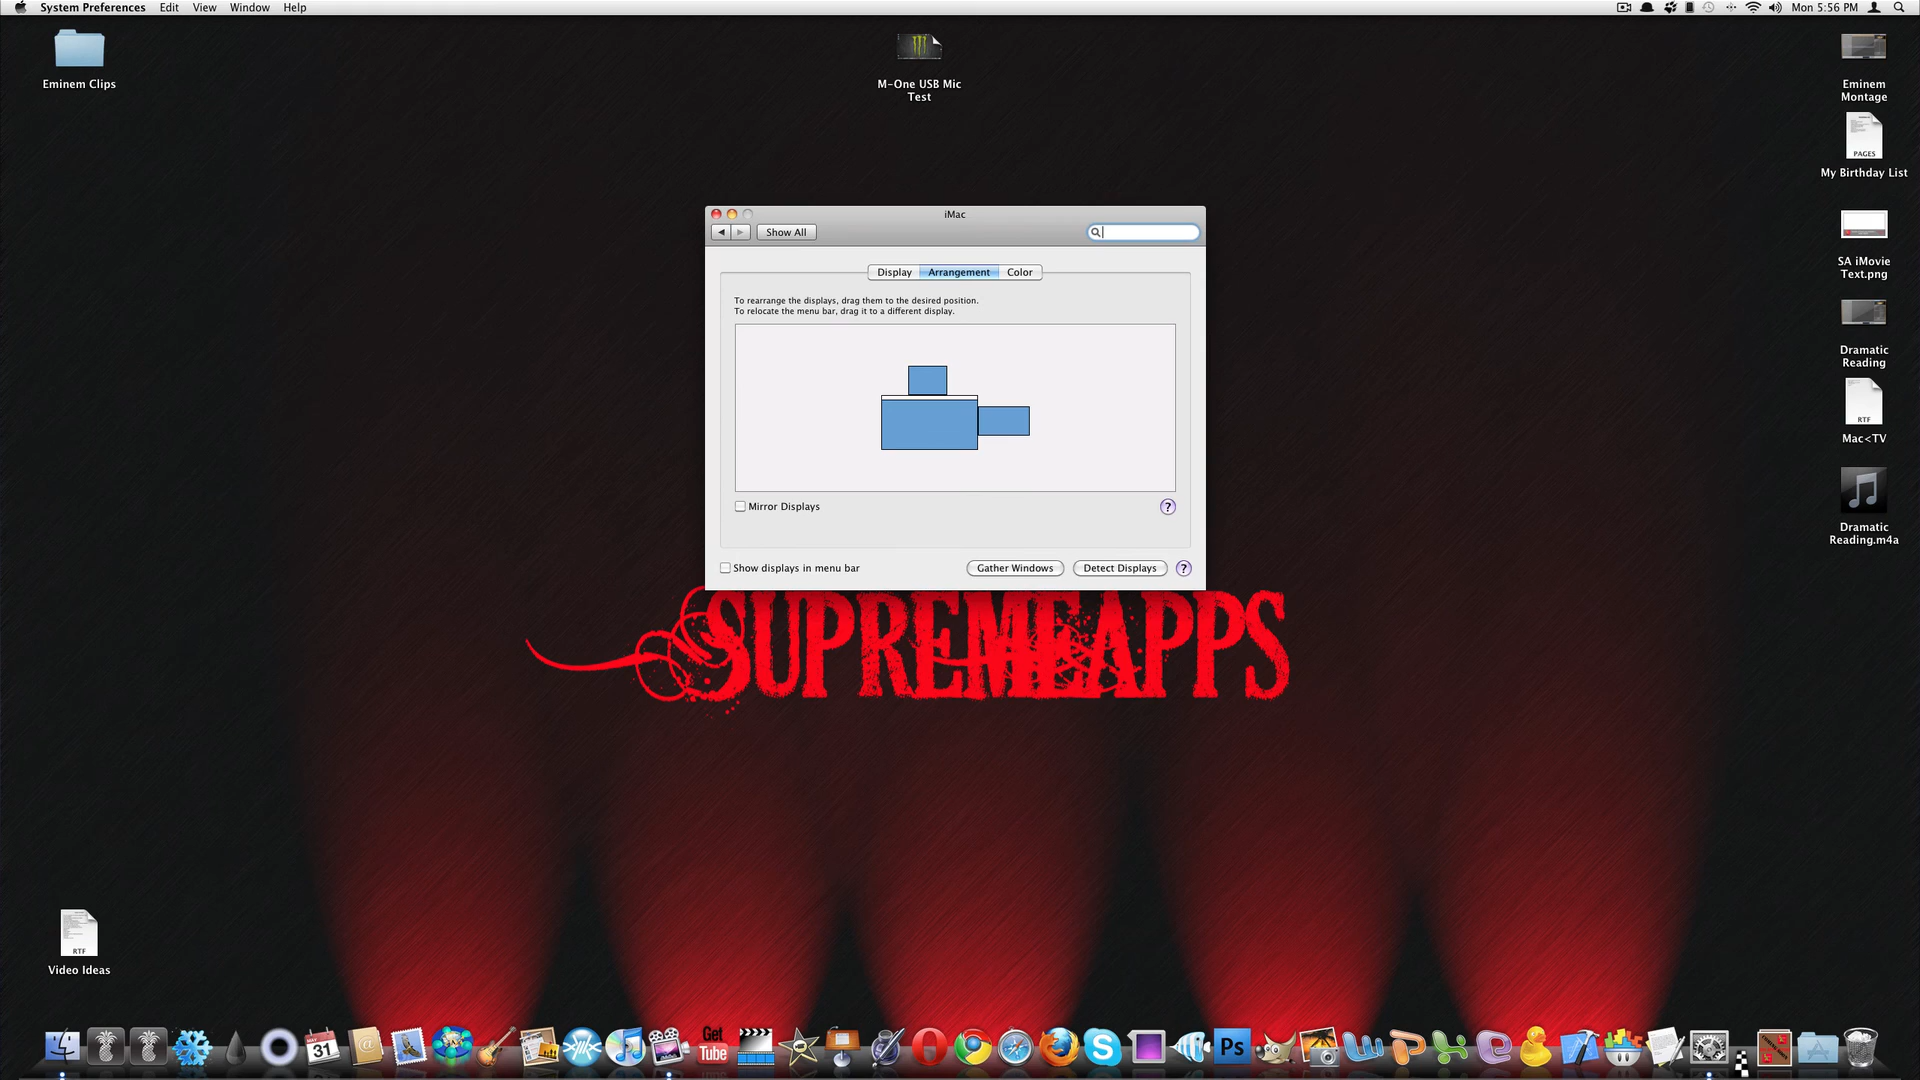 System Preferences Edit View Window Help
Mon 5:56 PM
Eminem Clips
M-One USB Mic
Test
Eminem
Montage
PAGES
My Birthday List
SA iMovie
Text.png
Dramatic
Reading
RTF
Mac<TV
Dramatic
Reading.m4a
iMac
Show All
Display Arrangement Color
To rearrange the displays, drag them to the desired position.
To relocate the menu bar, drag it to a different display.
Mirror Displays
?
Show displays in menu bar
Gather Windows Detect Displays ?
SUPREMEAPPS
RTF
Video Ideas
MAY
31
@
Get
Tube
S
Ps